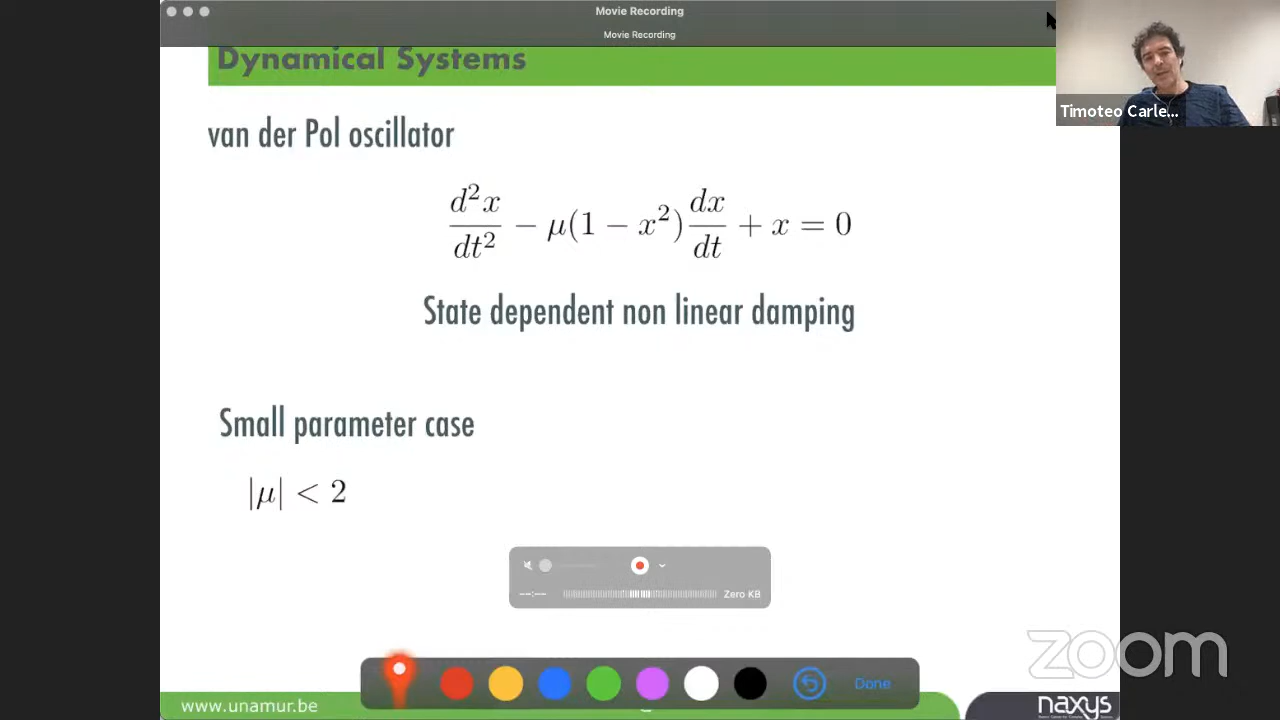 Movie Recording
Movie Recording
Dynamical Systems
Timoteo Carle...
van der Pol oscillator
d²x/dt² − μ(1 − x²)dx/dt + x = 0
State dependent non linear damping
Small parameter case
|μ| < 2
--:--
Zero KB
Done
zoom
www.unamur.be
naxys